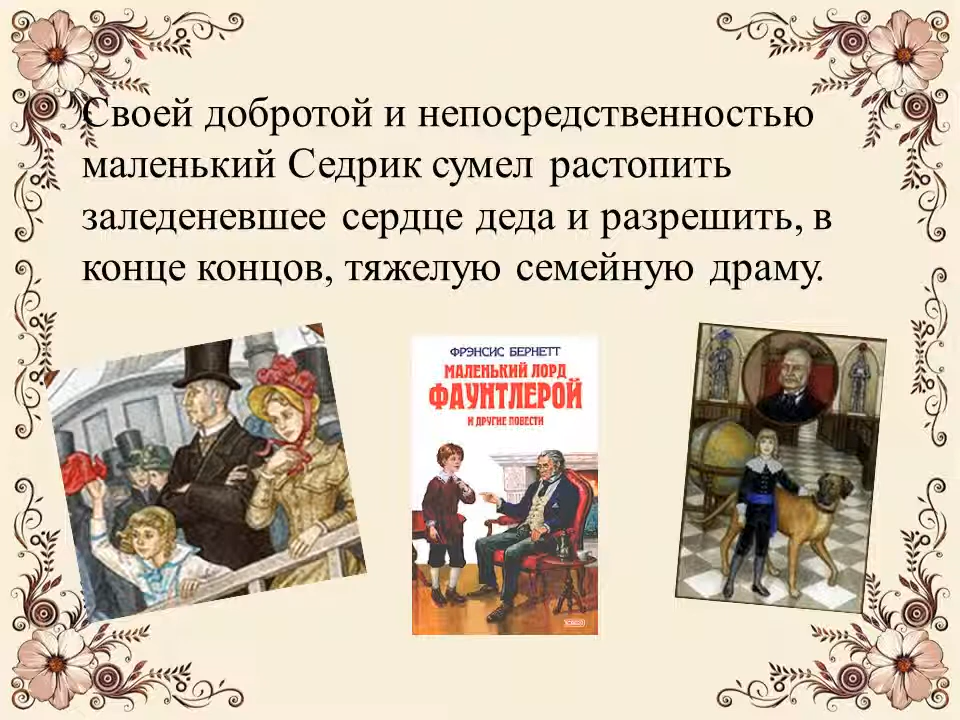 Своей добротой и непосредственностью
маленький Седрик сумел растопить
заледеневшее сердце деда и разрешить, в
конце концов, тяжелую семейную драму.
ФРЭНСИС БЕРНЕТТ
МАЛЕНЬКИЙ ЛОРД
ФАУНТЛЕРОЙ
И ДРУГИЕ ПОВЕСТИ